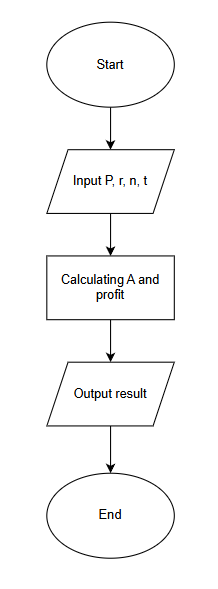 Start
Input P, r, n, t
Calculating A and
profit
Output result
End